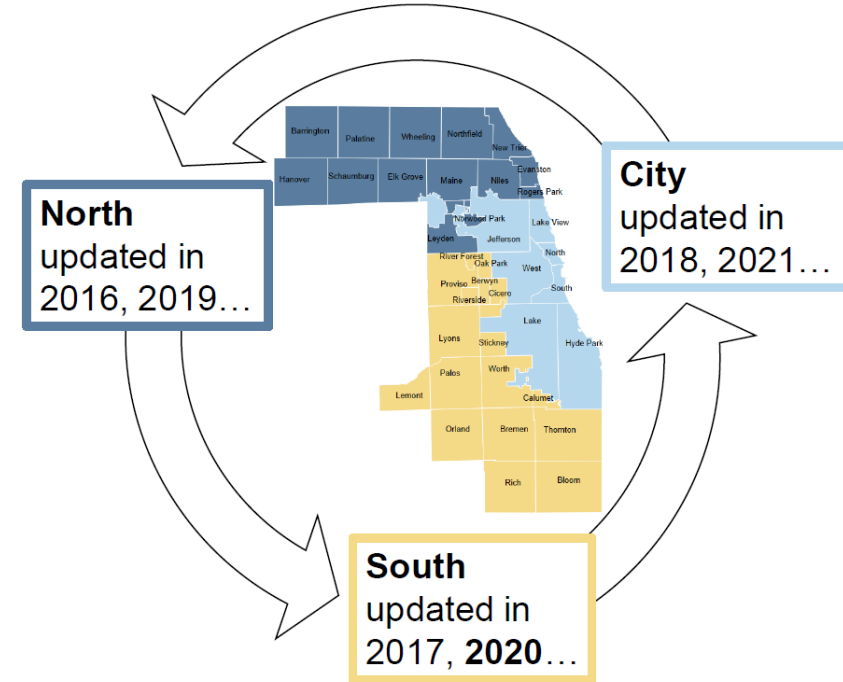 North
updated in
2016, 2019…
City
updated in
2018, 2021…
South
updated in
2017, 2020…
Barrington
Palatine
Wheeling
Northfield
New Trier
Hanover
Schaumburg
Elk Grove
Maine
Niles
Evanston
Rogers Park
Norwood Park
Leyden
Jefferson
Lake View
River Forest
Oak Park
North
West
Proviso
Berwyn
Cicero
South
Riverside
Lyons
Stickney
Lake
Hyde Park
Palos
Worth
Lemont
Calumet
Orland
Bremen
Thornton
Rich
Bloom